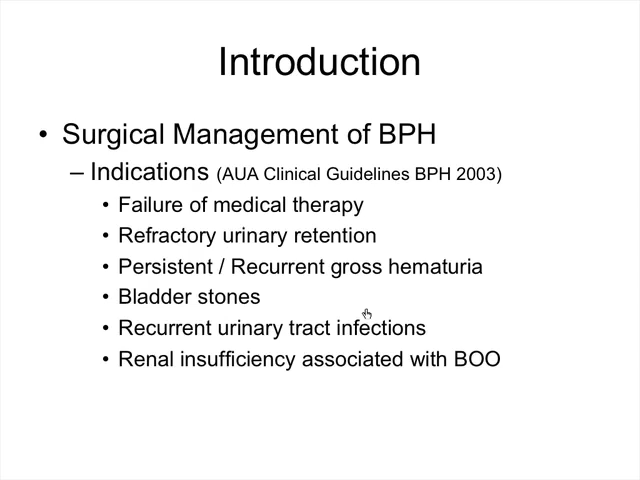 Introduction
• Surgical Management of BPH
– Indications (AUA Clinical Guidelines BPH 2003)
• Failure of medical therapy
• Refractory urinary retention
• Persistent / Recurrent gross hematuria
• Bladder stones
• Recurrent urinary tract infections
• Renal insufficiency associated with BOO